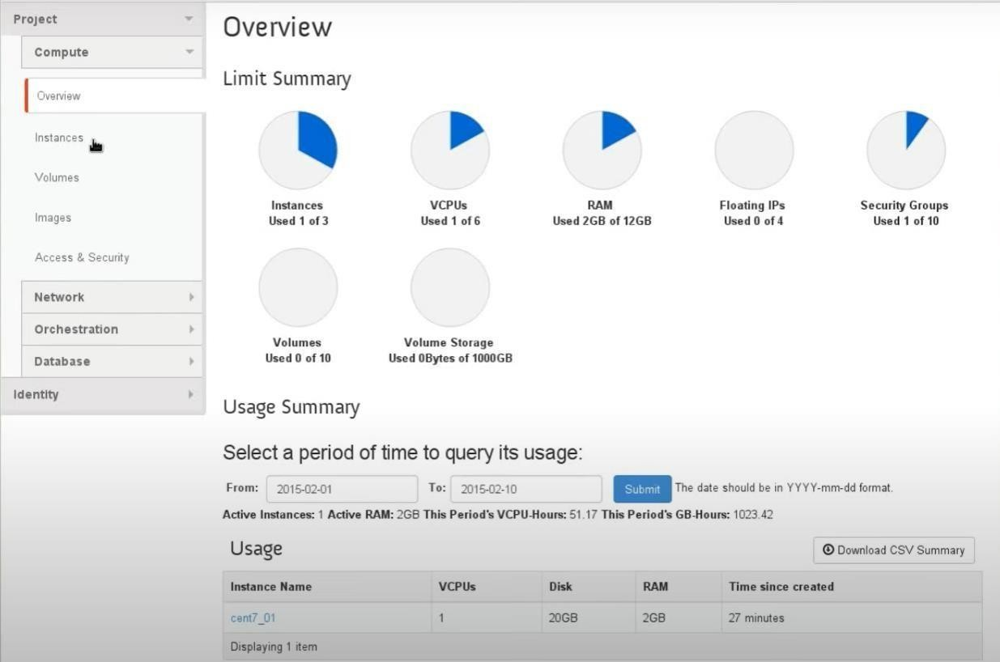 Project
Compute
Overview
Instances
Volumes
Images
Access & Security
Network
Orchestration
Database
Identity
Overview
Limit Summary
Instances
Used 1 of 3
VCPUs
Used 1 of 6
RAM
Used 2GB of 12GB
Floating IPs
Used 0 of 4
Security Groups
Used 1 of 10
Volumes
Used 0 of 10
Volume Storage
Used 0Bytes of 1000GB
Usage Summary
Select a period of time to query its usage:
From: 2015-02-01 To: 2015-02-10 Submit The date should be in YYYY-mm-dd format.
Active Instances: 1 Active RAM: 2GB This Period's VCPU-Hours: 51.17 This Period's GB-Hours: 1023.42
Usage
Download CSV Summary
Instance Name VCPUs Disk RAM Time since created
cent7_01 1 20GB 2GB 27 minutes
Displaying 1 item